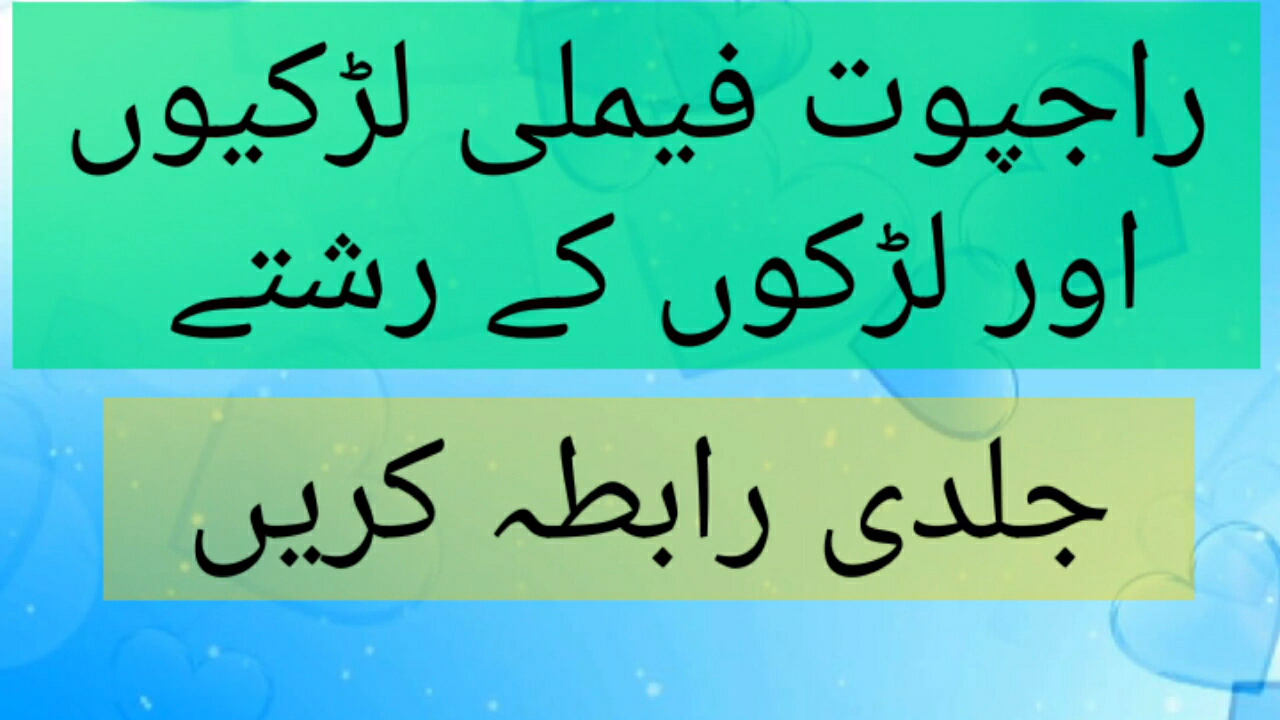 راجپوت فیملی لڑکیوں
اور لڑکوں کے رشتے
جلدی رابطہ کریں